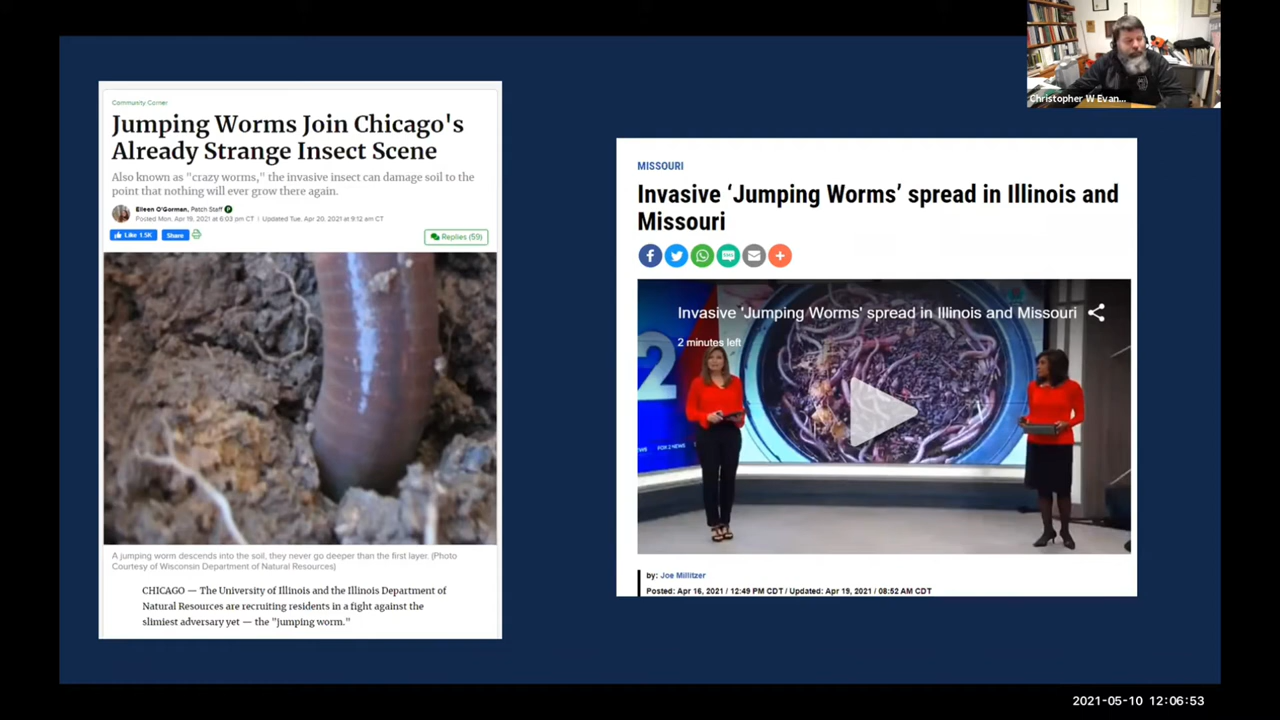 Community Corner
Jumping Worms Join Chicago's
Already Strange Insect Scene
Also known as "crazy worms," the invasive insect can damage soil to the
point that nothing will ever grow there again.
Eileen O'Gorman, Patch Staff
Posted Mon, Apr 19, 2021 at 6:03 pm CT | Updated Tue, Apr 20, 2021 at 9:12 am CT
Like 1.5K Share
Replies (59)
A jumping worm descends into the soil, they never go deeper than the first layer. (Photo
Courtesy of Wisconsin Department of Natural Resources)
CHICAGO — The University of Illinois and the Illinois Department of
Natural Resources are recruiting residents in a fight against the
slimiest adversary yet — the "jumping worm."
MISSOURI
Invasive ‘Jumping Worms’ spread in Illinois and
Missouri
Invasive 'Jumping Worms' spread in Illinois and Missouri
2 minutes left
2
FOX 2 NEWS
by: Joe Millitzer
Posted: Apr 16, 2021 / 12:49 PM CDT / Updated: Apr 19, 2021 / 08:52 AM CDT
Christopher W Evan...
2021-05-10 12:06:53